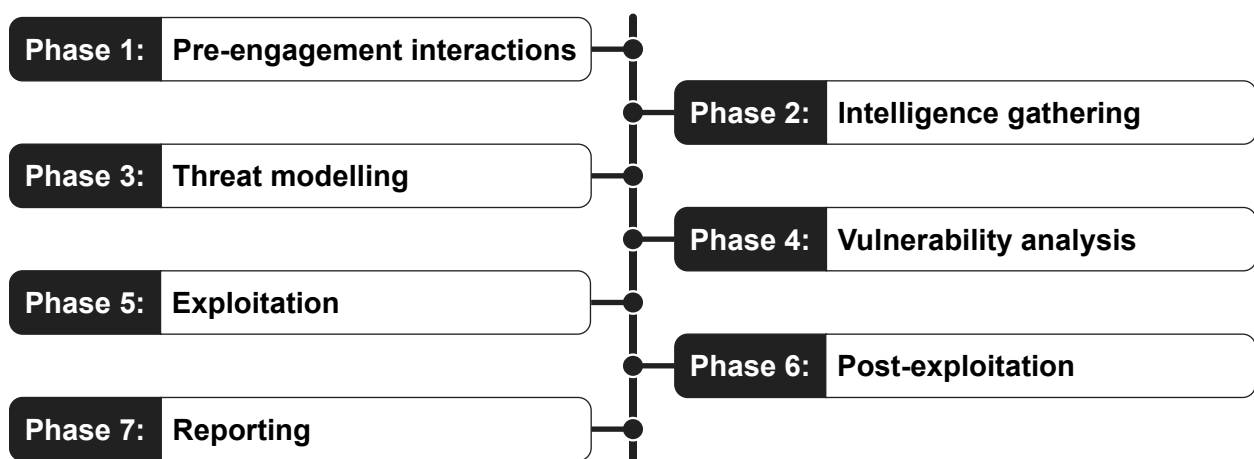 Phase 1: Pre-engagement interactions
Phase 2: Intelligence gathering
Phase 3: Threat modelling
Phase 4: Vulnerability analysis
Phase 5: Exploitation
Phase 6: Post-exploitation
Phase 7: Reporting